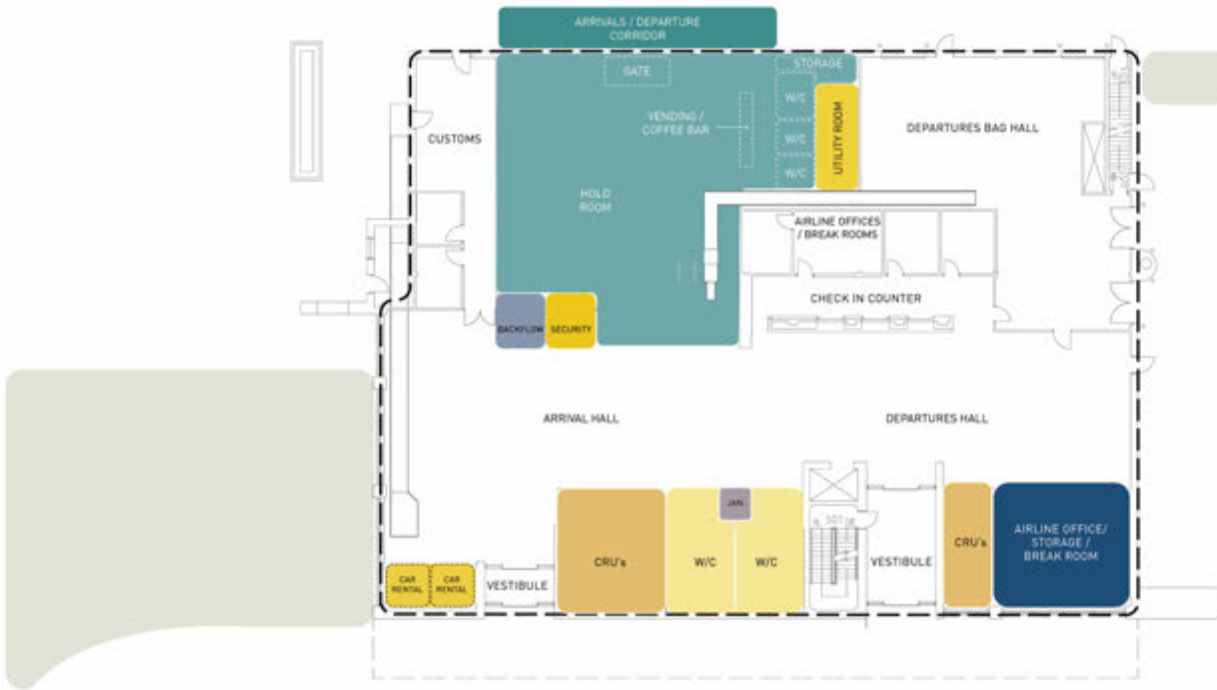 ARRIVALS / DEPARTURE
CORRIDOR
GATE
STORAGE
W/C
VENDING /
COFFEE BAR
W/C
W/C
UTILITY ROOM
CUSTOMS
DEPARTURES BAG HALL
HOLD
ROOM
AIRLINE OFFICES
/ BREAK ROOMS
CHECK IN COUNTER
BACKFLOW
SECURITY
ARRIVAL HALL
DEPARTURES HALL
JAN.
CRU's
W/C
W/C
VESTIBULE
CRU's
AIRLINE OFFICE/
STORAGE /
BREAK ROOM
CAR
RENTAL
CAR
RENTAL
VESTIBULE